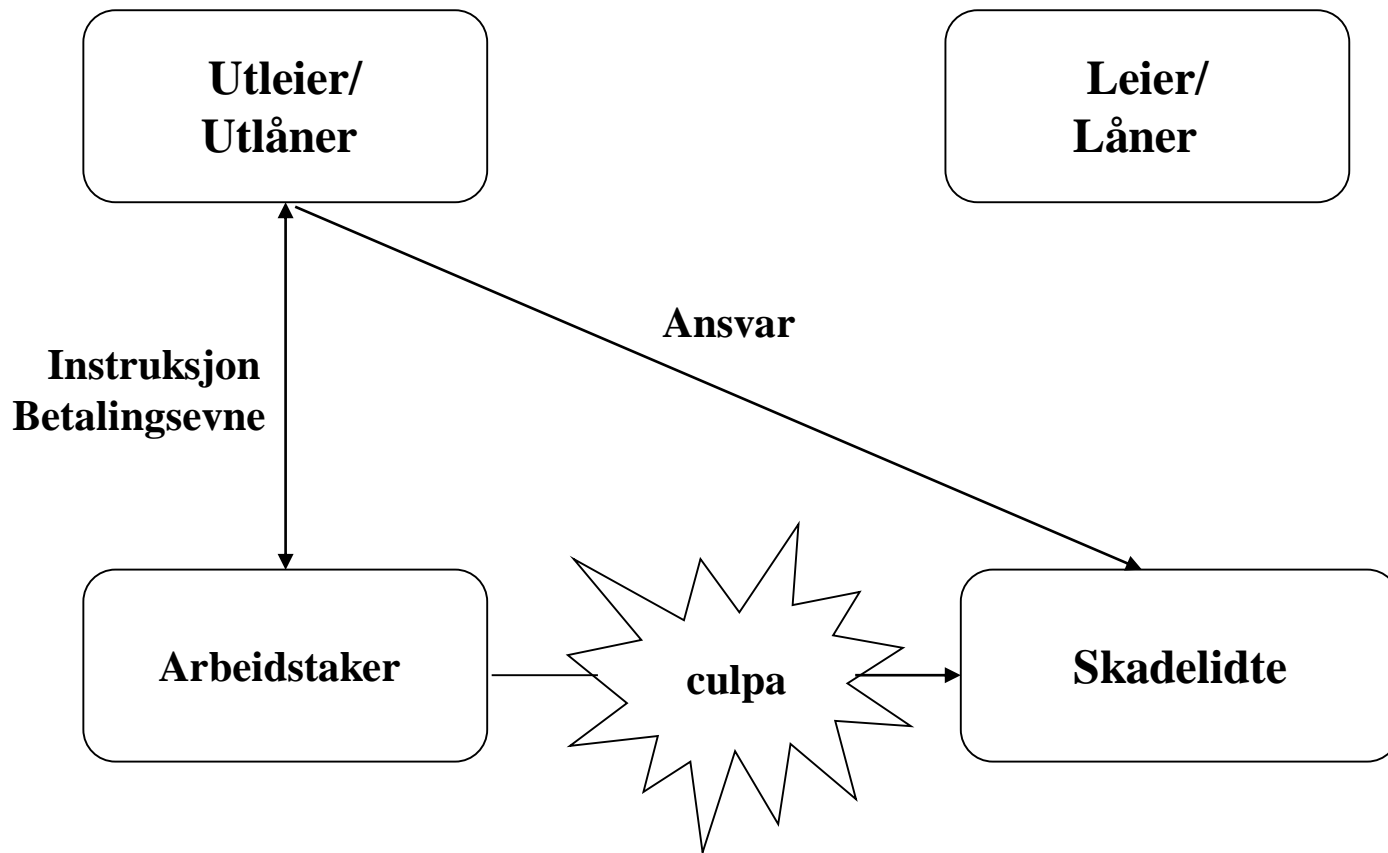 Utleier/
Utlåner
Leier/
Låner
Ansvar
Instruksjon
Betalingsevne
Arbeidstaker
culpa
Skadelidte